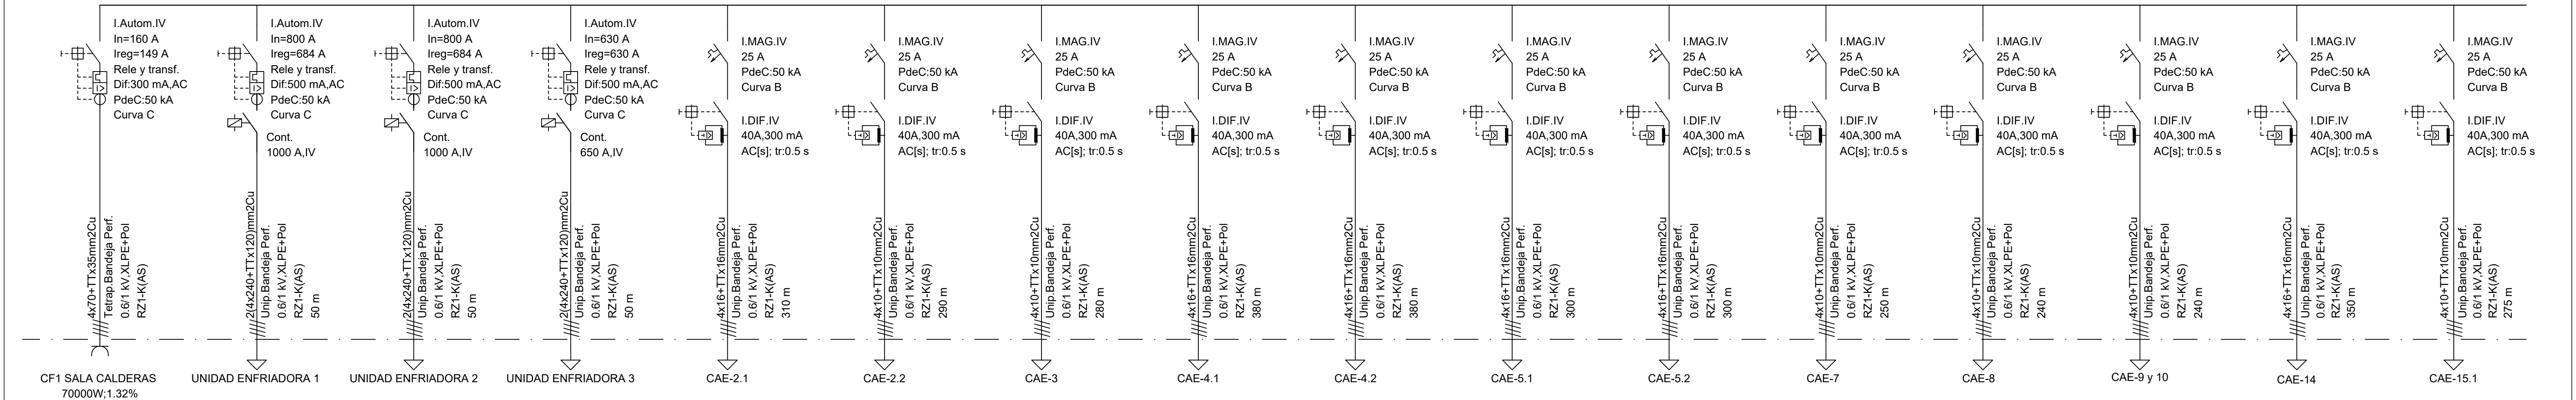 I.Autom.IV
In=160 A
Ireg=149 A
Rele y transf.
Dif:300 mA,AC
PdeC:50 kA
Curva C
4x70+TTx35mm2Cu
Tetrap.Bandeja Perf.
0.6/1 kV,XLPE+Pol
RZ1-K(AS)
CF1 SALA CALDERAS
70000W;1.32%
I.Autom.IV
In=800 A
Ireg=684 A
Rele y transf.
Dif:500 mA,AC
PdeC:50 kA
Curva C
Cont.
1000 A,IV
2(4x240+TTx120)mm2Cu
Unip.Bandeja Perf.
0.6/1 kV,XLPE+Pol
RZ1-K(AS)
50 m
UNIDAD ENFRIADORA 1
I.Autom.IV
In=800 A
Ireg=684 A
Rele y transf.
Dif:500 mA,AC
PdeC:50 kA
Curva C
Cont.
1000 A,IV
2(4x240+TTx120)mm2Cu
Unip.Bandeja Perf.
0.6/1 kV,XLPE+Pol
RZ1-K(AS)
50 m
UNIDAD ENFRIADORA 2
I.Autom.IV
In=630 A
Ireg=630 A
Rele y transf.
Dif:500 mA,AC
PdeC:50 kA
Curva C
Cont.
650 A,IV
2(4x240+TTx120)mm2Cu
Unip.Bandeja Perf.
0.6/1 kV,XLPE+Pol
RZ1-K(AS)
50 m
UNIDAD ENFRIADORA 3
I.MAG.IV
25 A
PdeC:50 kA
Curva B
I.DIF.IV
40A,300 mA
AC[s]; tr:0.5 s
4x16+TTx16mm2Cu
Unip.Bandeja Perf.
0.6/1 kV,XLPE+Pol
RZ1-K(AS)
310 m
CAE-2.1
I.MAG.IV
25 A
PdeC:50 kA
Curva B
I.DIF.IV
40A,300 mA
AC[s]; tr:0.5 s
4x10+TTx10mm2Cu
Unip.Bandeja Perf.
0.6/1 kV,XLPE+Pol
RZ1-K(AS)
290 m
CAE-2.2
I.MAG.IV
25 A
PdeC:50 kA
Curva B
I.DIF.IV
40A,300 mA
AC[s]; tr:0.5 s
4x10+TTx10mm2Cu
Unip.Bandeja Perf.
0.6/1 kV,XLPE+Pol
RZ1-K(AS)
280 m
CAE-3
I.MAG.IV
25 A
PdeC:50 kA
Curva B
I.DIF.IV
40A,300 mA
AC[s]; tr:0.5 s
4x16+TTx16mm2Cu
Unip.Bandeja Perf.
0.6/1 kV,XLPE+Pol
RZ1-K(AS)
380 m
CAE-4.1
I.MAG.IV
25 A
PdeC:50 kA
Curva B
I.DIF.IV
40A,300 mA
AC[s]; tr:0.5 s
4x16+TTx16mm2Cu
Unip.Bandeja Perf.
0.6/1 kV,XLPE+Pol
RZ1-K(AS)
380 m
CAE-4.2
I.MAG.IV
25 A
PdeC:50 kA
Curva B
I.DIF.IV
40A,300 mA
AC[s]; tr:0.5 s
4x16+TTx16mm2Cu
Unip.Bandeja Perf.
0.6/1 kV,XLPE+Pol
RZ1-K(AS)
300 m
CAE-5.1
I.MAG.IV
25 A
PdeC:50 kA
Curva B
I.DIF.IV
40A,300 mA
AC[s]; tr:0.5 s
4x16+TTx16mm2Cu
Unip.Bandeja Perf.
0.6/1 kV,XLPE+Pol
RZ1-K(AS)
300 m
CAE-5.2
I.MAG.IV
25 A
PdeC:50 kA
Curva B
I.DIF.IV
40A,300 mA
AC[s]; tr:0.5 s
4x10+TTx10mm2Cu
Unip.Bandeja Perf.
0.6/1 kV,XLPE+Pol
RZ1-K(AS)
250 m
CAE-7
I.MAG.IV
25 A
PdeC:50 kA
Curva B
I.DIF.IV
40A,300 mA
AC[s]; tr:0.5 s
4x10+TTx10mm2Cu
Unip.Bandeja Perf.
0.6/1 kV,XLPE+Pol
RZ1-K(AS)
240 m
CAE-8
I.MAG.IV
25 A
PdeC:50 kA
Curva B
I.DIF.IV
40A,300 mA
AC[s]; tr:0.5 s
4x10+TTx10mm2Cu
Unip.Bandeja Perf.
0.6/1 kV,XLPE+Pol
RZ1-K(AS)
240 m
CAE-9 y 10
I.MAG.IV
25 A
PdeC:50 kA
Curva B
I.DIF.IV
40A,300 mA
AC[s]; tr:0.5 s
4x16+TTx16mm2Cu
Unip.Bandeja Perf.
0.6/1 kV,XLPE+Pol
RZ1-K(AS)
350 m
CAE-14
I.MAG.IV
25 A
PdeC:50 kA
Curva B
I.DIF.IV
40A,300 mA
AC[s]; tr:0.5 s
4x10+TTx10mm2Cu
Unip.Bandeja Perf.
0.6/1 kV,XLPE+Pol
RZ1-K(AS)
275 m
CAE-15.1